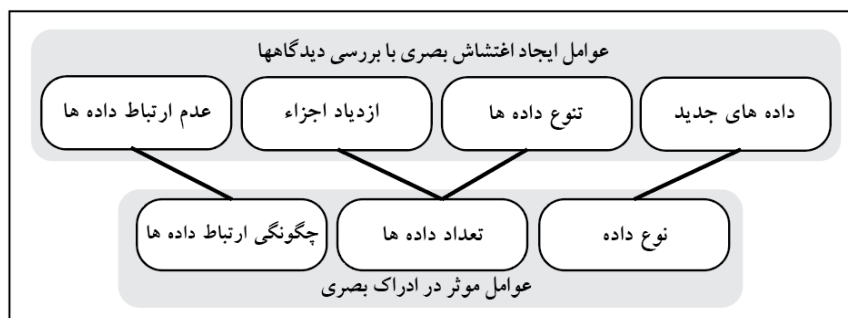 عوامل ایجاد اغتشاش بصری با بررسی دیدگاهها
داده های جدید
تنوع داده ها
ازدیاد اجزاء
عدم ارتباط داده ها
نوع داده
تعداد داده ها
چگونگی ارتباط داده ها
عوامل موثر در ادراک بصری